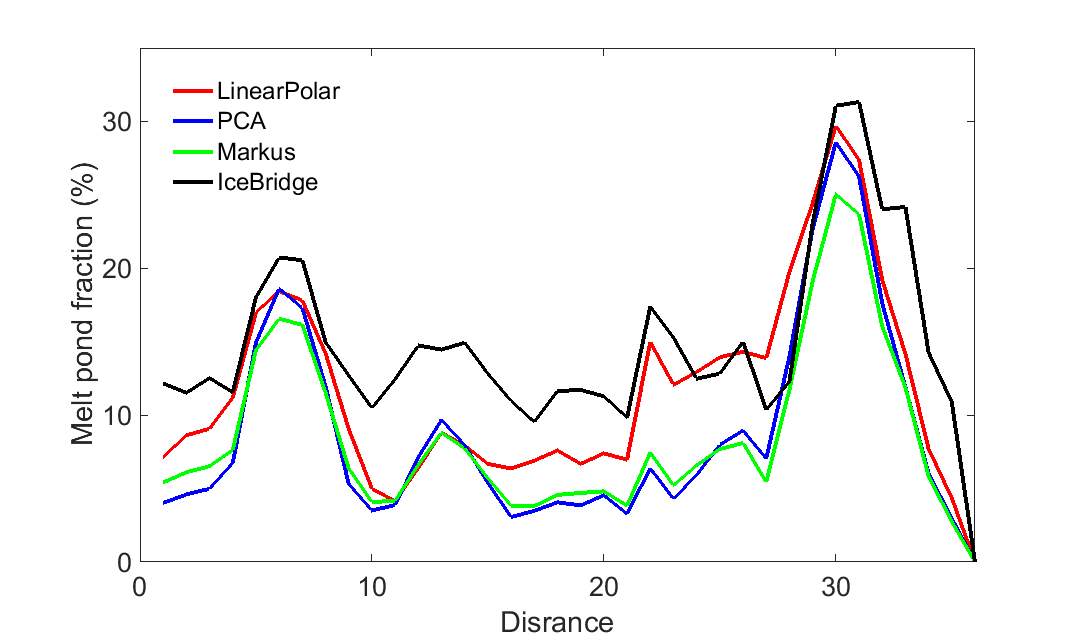 LinearPolar
PCA
Markus
IceBridge
Melt pond fraction (%)
30
20
10
0
0 10 20 30
Disrance